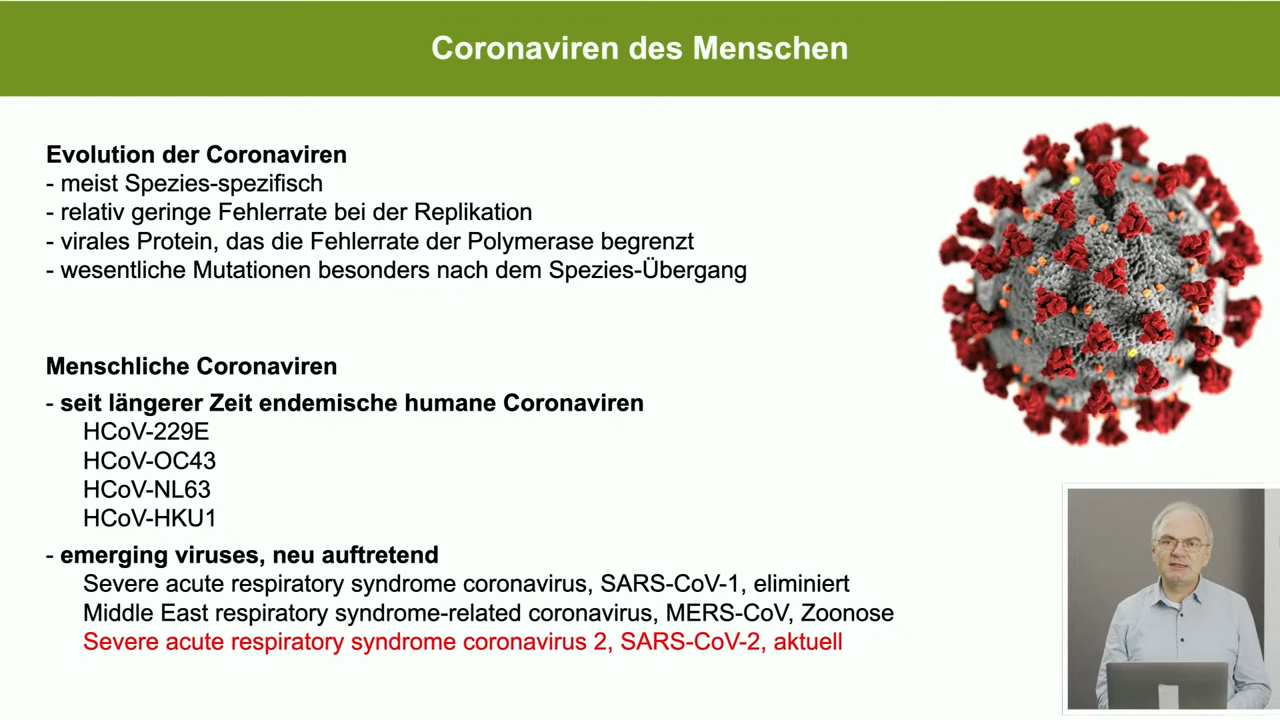 Coronaviren des Menschen
Evolution der Coronaviren
- meist Spezies-spezifisch
- relativ geringe Fehlerrate bei der Replikation
- virales Protein, das die Fehlerrate der Polymerase begrenzt
- wesentliche Mutationen besonders nach dem Spezies-Übergang
Menschliche Coronaviren
- seit längerer Zeit endemische humane Coronaviren
HCoV-229E
HCoV-OC43
HCoV-NL63
HCoV-HKU1
- emerging viruses, neu auftretend
Severe acute respiratory syndrome coronavirus, SARS-CoV-1, eliminiert
Middle East respiratory syndrome-related coronavirus, MERS-CoV, Zoonose
Severe acute respiratory syndrome coronavirus 2, SARS-CoV-2, aktuell